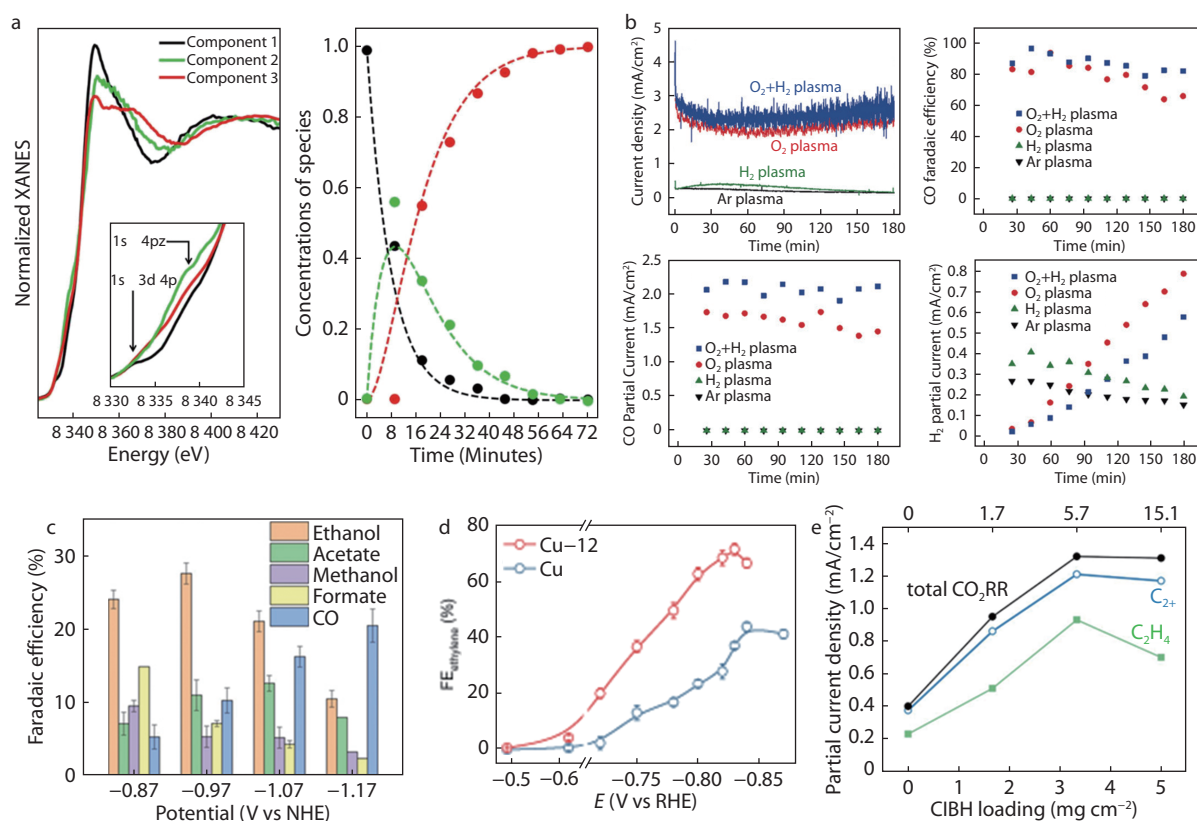 a
Normalized XANES
Component 1
Component 2
Component 3
1s 4pz
1s 3d 4p
8 330 8 335 8 340 8 345
8 340 8 350 8 360 8 370 8 380 8 390 8 400 8 410 8 420 8 430
Energy (eV)
Concentrations of species
1.0
0.8
0.6
0.4
0.2
0
0 8 16 24 32 40 48 56 64 72
Time (Minutes)
b
Current density (mA/cm²)
5
4
3
2
1
0
O₂+H₂ plasma
O₂ plasma
H₂ plasma
Ar plasma
0 30 60 90 120 150 180
Time (min)
CO faradaic efficiency (%)
100
80
60
40
20
0
O₂+H₂ plasma
O₂ plasma
H₂ plasma
Ar plasma
0 30 60 90 120 150 180
Time (min)
CO Partial Current (mA/cm²)
2.5
2.0
1.5
1.0
0.5
0
O₂+H₂ plasma
O₂ plasma
H₂ plasma
Ar plasma
0 30 60 90 120 150 180
Time (min)
H₂ partial current (mA/cm²)
0.8
0.7
0.6
0.5
0.4
0.3
0.2
0.1
0
O₂+H₂ plasma
O₂ plasma
H₂ plasma
Ar plasma
0 30 60 90 120 150 180
Time (min)
c
Faradaic efficiency (%)
30
20
10
0
Ethanol
Acetate
Methanol
Formate
CO
−0.87 −0.97 −1.07 −1.17
Potential (V vs NHE)
d
FEethylene (%)
80
60
40
20
0
Cu−12
Cu
−0.5 −0.6 −0.75 −0.80 −0.85
E (V vs RHE)
e
0 1.7 5.7 15.1
Partial current density (mA/cm⁻²)
1.4
1.2
1.0
0.8
0.6
0.4
0.2
0
total CO₂RR
C₂₊
C₂H₄
0 1 2 3 4 5
CIBH loading (mg cm⁻²)